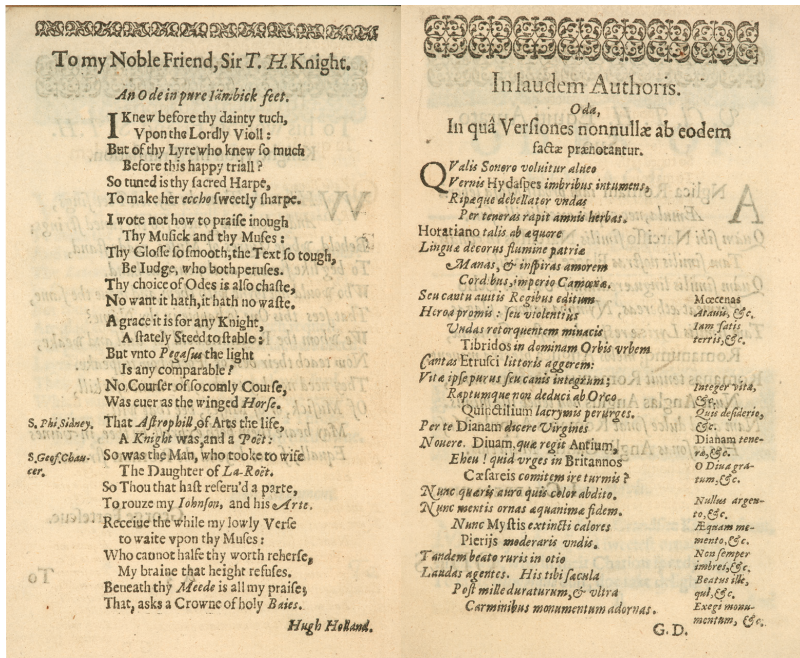 To my Noble Friend, Sir T. H. Knight.
An Ode in pure Iämbick feet.
I Knew before thy dainty tuch,
Vpon the Lordly Violl:
But of thy Lyre who knew so much
Before this happy triall?
So tuned is thy sacred Harpe,
To make her eccho sweetly sharpe.
I wote not how to praise inough
Thy Musick and thy Muses:
Thy Glosse so smooth, the Text so tough,
Be Iudge, who both peruses.
Thy choice of Odes is also chaste,
No want it hath, it hath no waste.
A grace it is for any Knight,
A stately Steed to stable:
But vnto Pegasus the light
Is any comparable?
No Courser of so comly Course,
Was euer as the winged Horse.
S. Phi. Sidney.
That Astrophill, of Arts the life,
A Knight was, and a Poët:
S. Geof. Chaucer.
So was the Man, who tooke to wife
The Daughter of La-Roët.
So Thou that hast reseru'd a parte,
To rouze my Iohnson, and his Arte.
Receiue the while my lowly Verse
to waite vpon thy Muses:
Who cannot halfe thy worth reherse,
My braine that height refuses.
Beneath thy Meede is all my praise,
That, asks a Crowne of holy Baies.
Hugh Holland.
To
In laudem Authoris.
Oda,
In quâ Versiones nonnullæ ab eodem
factæ prænotantur.
QValis Sonoro voluitur alueo
Vernis Hydaspes imbribus intumens,
Ripæque debellator vndas
Per teneras rapit amnis herbas.
Horatiano talis ab æquore
Linguæ decorus flumine patriæ
Manas, & inspiras amorem
Cordibus, imperio Camœnæ.
Seu cantu auitis Regibus editum
Heroa promis: seu violentiùs
Vndas retorquentem minacis
Tibridos in dominam Orbis vrbem
Cantas Etrusci littoris aggerem:
Vitæ ipse purus seu canis integrum;
Raptumque non deduci ab Orco
Quinctilium lacrymis perurges.
Per te Dianam dicere Virgines
Nouere. Diuam, quæ regit Antium,
Eheu! quid vrges in Britannos
Cæsareis comitem ire turmis?
Nunc quæris auro quis color abdito.
Nunc mentis ornas æquanimæ fidem.
Nunc Mystis extincti calores
Pierijs moderaris vndis.
Tandem beato ruris in otio
Laudas agentes. His tibi sæcula
Post mille duraturum, & vltra
Carminibus monumentum adornas.
G. D.
Mœcenas
Atauii, &c.
Iam satis
terris, &c.
Integer vitæ,
&c.
Quis desiderio,
&c.
Dianam tene-
ræ, &c.
O Diua gra-
tum, &c.
Nullus argen-
to, &c.
Æquam me-
mento, &c.
Non semper
imbres, &c.
Beatus ille,
qui, &c.
Exegi monu-
mentum, &c.